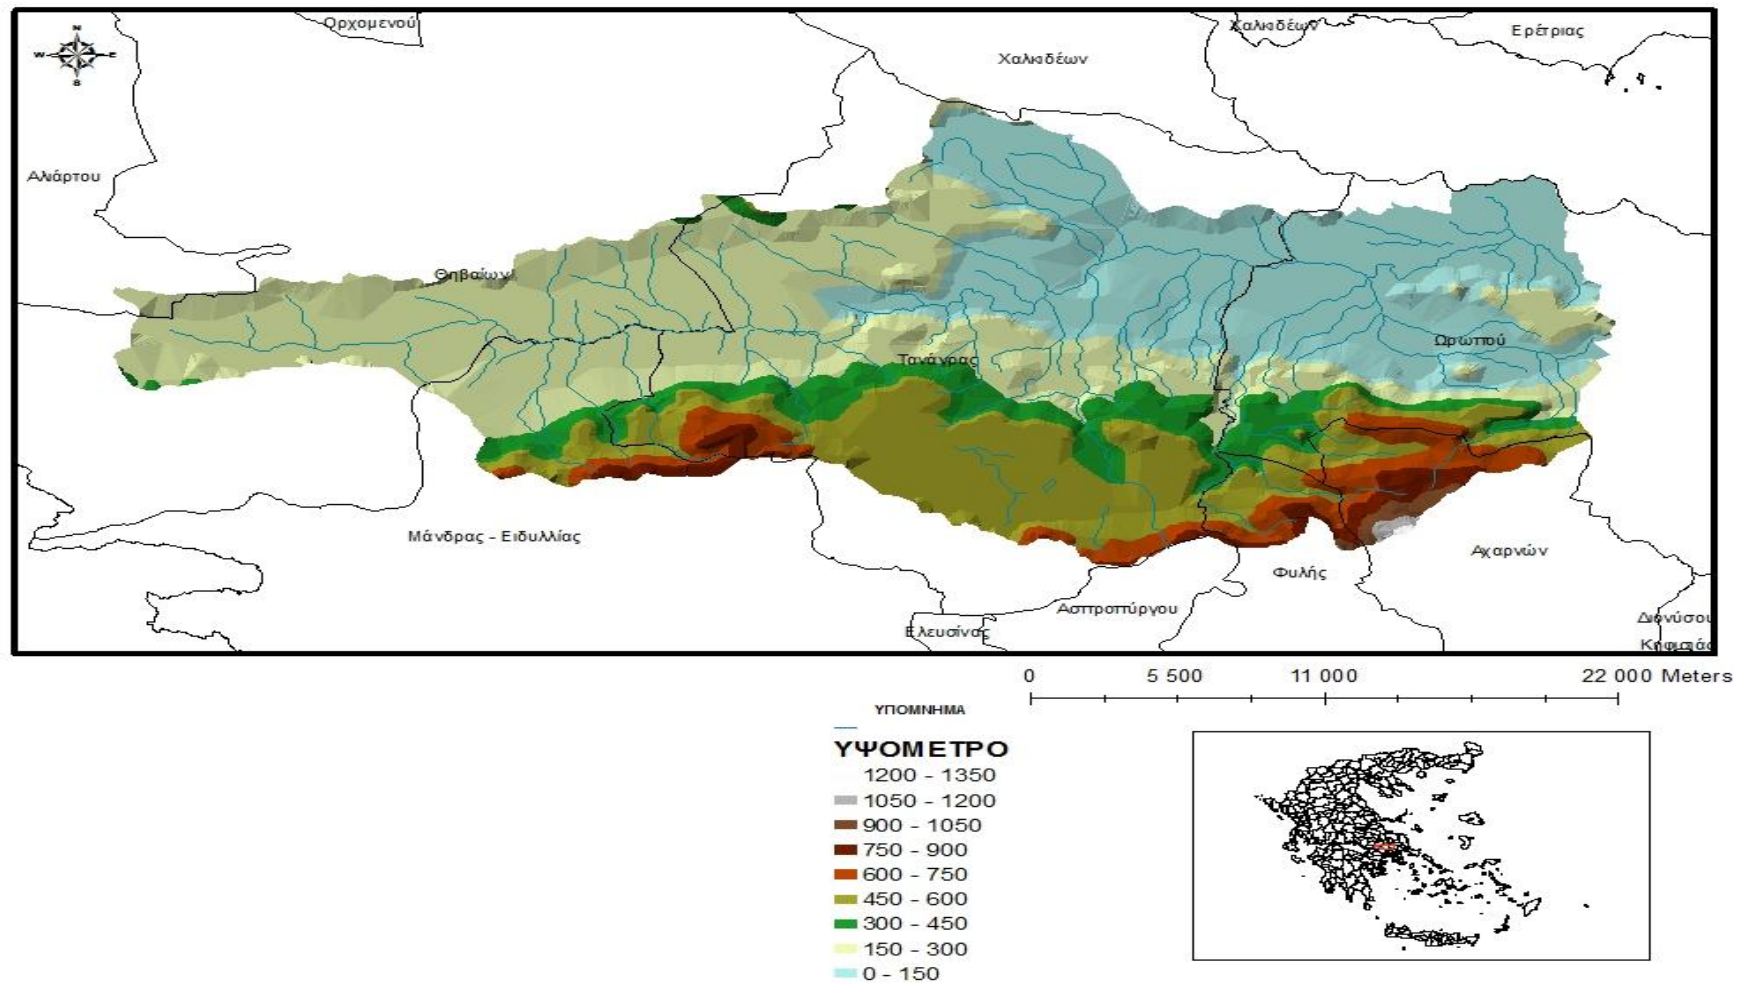 Ορχομενού
Χαλκιδέων
Ερέτριας
N
W E
S
Χαλκιδέων
Αλιάρτου
Θηβαίων
Ωρωπού
Τανάγρας
Μάνδρας - Ειδυλλίας
Αχαρνών
Φυλής
Ασπροπύργου
Ελευσίνας
Διονύσου
Κηφισιάς
0 5 500 11 000 22 000 Meters
ΥΠΟΜΝΗΜΑ
ΥΨΟΜΕΤΡΟ
1200 - 1350
1050 - 1200
900 - 1050
750 - 900
600 - 750
450 - 600
300 - 450
150 - 300
0 - 150